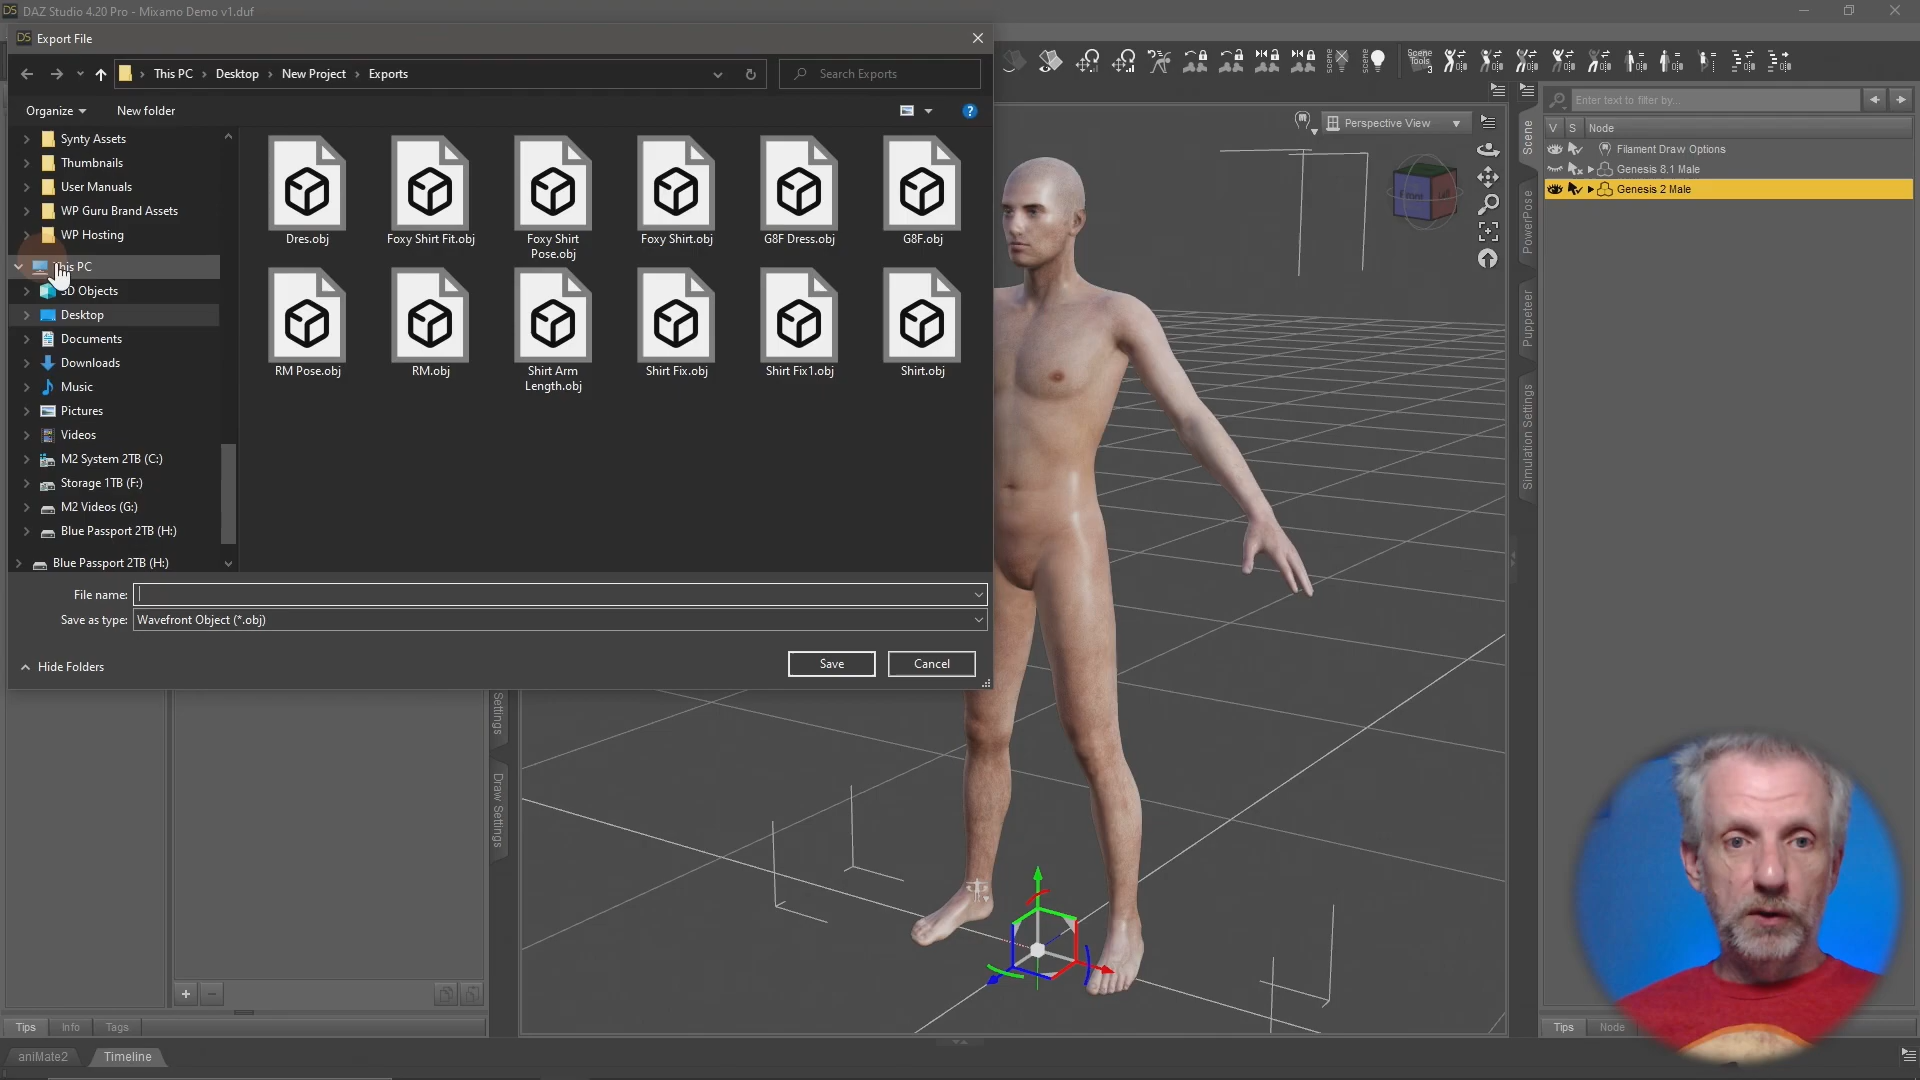 DAZ Studio 4.20 Pro - Mixamo Demo v1.duf
Export File
This PC
Desktop
New Project
Exports
Search Exports
Organize
New folder
Synty Assets
Thumbnails
User Manuals
WP Guru Brand Assets
WP Hosting
This PC
3D Objects
Desktop
Documents
Downloads
Music
Pictures
Videos
M2 System 2TB (C:)
Storage 1TB (F:)
M2 Videos (G:)
Blue Passport 2TB (H:)
Blue Passport 2TB (H:)
Dres.obj
Foxy Shirt Fit.obj
Foxy Shirt
Pose.obj
Foxy Shirt.obj
G8F Dress.obj
G8F.obj
RM Pose.obj
RM.obj
Shirt Arm
Length.obj
Shirt Fix.obj
Shirt Fix1.obj
Shirt.obj
File name:
Save as type:
Wavefront Object (*.obj)
Hide Folders
Save
Cancel
Settings
Draw Settings
Tips
Info
Tags
aniMate2
Timeline
Perspective View
Scene
Tools
3
Scene
PowerPose
Puppeteer
Simulation Settings
Enter text to filter by...
V
S
Node
Filament Draw Options
Genesis 8.1 Male
Genesis 2 Male
Tips
Node